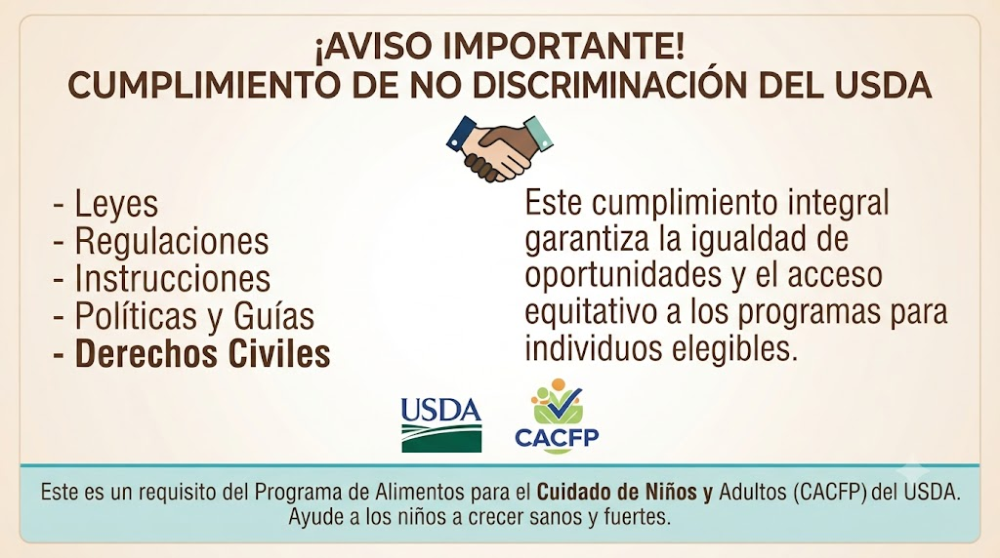 ¡AVISO IMPORTANTE!
CUMPLIMIENTO DE NO DISCRIMINACIÓN DEL USDA
- Leyes
- Regulaciones
- Instrucciones
- Políticas y Guías
- Derechos Civiles
Este cumplimiento integral
garantiza la igualdad de
oportunidades y el acceso
equitativo a los programas para
individuos elegibles.
USDA
CACFP
Este es un requisito del Programa de Alimentos para el Cuidado de Niños y Adultos (CACFP) del USDA.
Ayude a los niños a crecer sanos y fuertes.